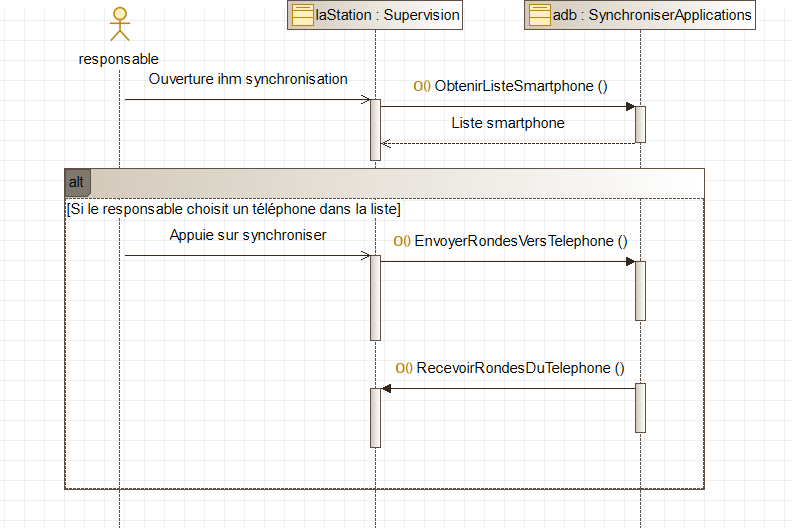 laStation : Supervision
adb : SynchroniserApplications
responsable
Ouverture ihm synchronisation
O() ObtenirListeSmartphone ()
Liste smartphone
alt
[Si le responsable choisit un téléphone dans la liste]
Appuie sur synchroniser
O() EnvoyerRondesVersTelephone ()
O() RecevoirRondesDuTelephone ()